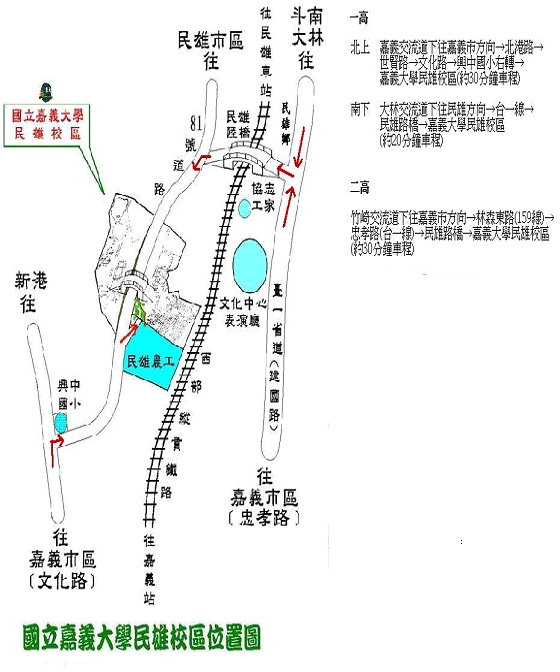 往民雄車站
斗南
大林
往
民雄市區
往
民雄鄉
國立嘉義大學
民雄校區
81號道路
民雄陸橋
協志
工家
文化中心
表演廳
臺一省道(建國路)
新港
往
民雄農工
興中
國小
西部縱貫鐵路
往
嘉義市區
(忠孝路)
往
嘉義市區
(文化路)
往嘉義站
國立嘉義大學民雄校區位置圖
一高
北上 嘉義交流道下往嘉義市方向→北港路→
世賢路→文化路→興中國小右轉→
嘉義大學民雄校區(約30分鐘車程)
南下 大林交流道下往民雄方向→台一線→
民雄路橋→嘉義大學民雄校區
(約20分鐘車程)
二高
竹崎交流道下往嘉義市方向→林森東路(159線)→
忠孝路(台一線)→民雄路橋→嘉義大學民雄校區
(約30分鐘車程)